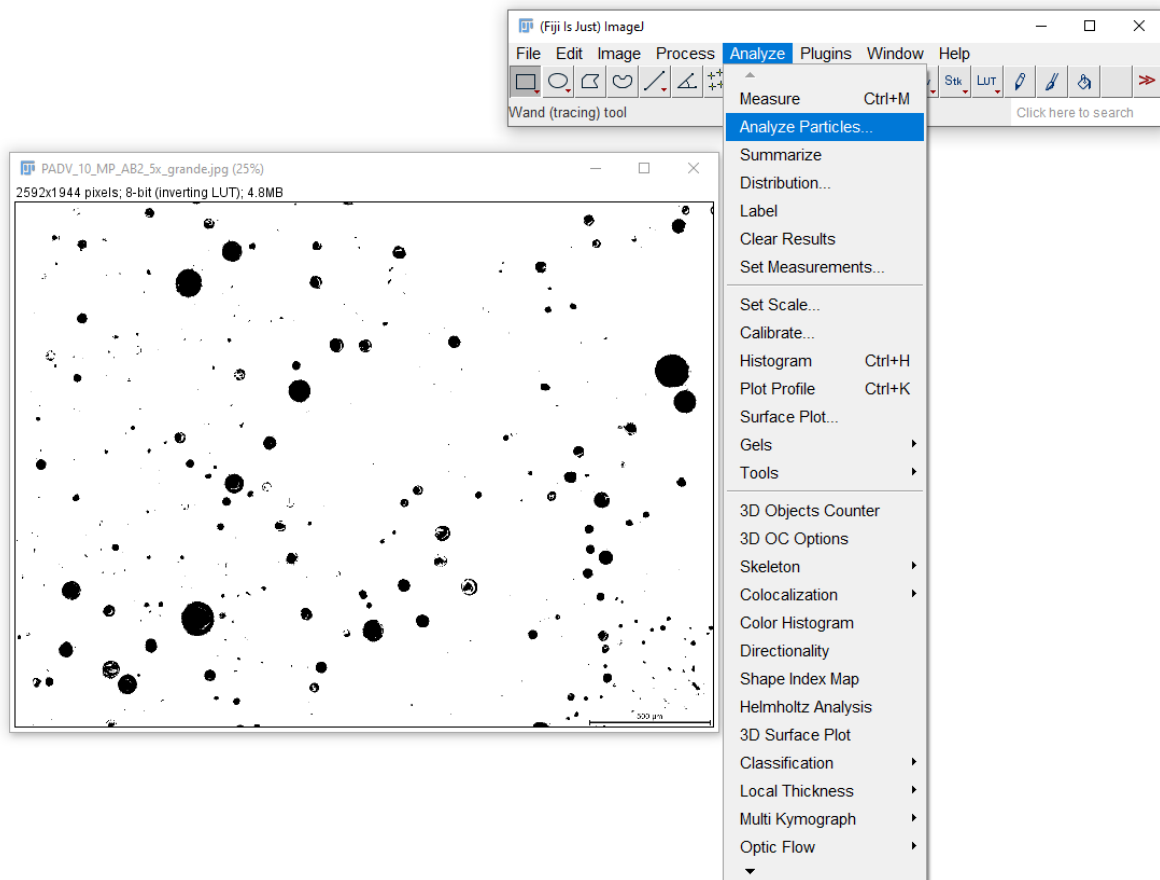 (Fiji Is Just) ImageJ
File Edit Image Process Analyze Plugins Window Help
Stk LUT
Wand (tracing) tool
Click here to search
Measure Ctrl+M
Analyze Particles...
Summarize
Distribution...
Label
Clear Results
Set Measurements...
Set Scale...
Calibrate...
Histogram Ctrl+H
Plot Profile Ctrl+K
Surface Plot...
Gels
Tools
3D Objects Counter
3D OC Options
Skeleton
Colocalization
Color Histogram
Directionality
Shape Index Map
Helmholtz Analysis
3D Surface Plot
Classification
Local Thickness
Multi Kymograph
Optic Flow
PADV_10_MP_AB2_5x_grande.jpg (25%)
2592x1944 pixels; 8-bit (inverting LUT); 4.8MB
500 µm